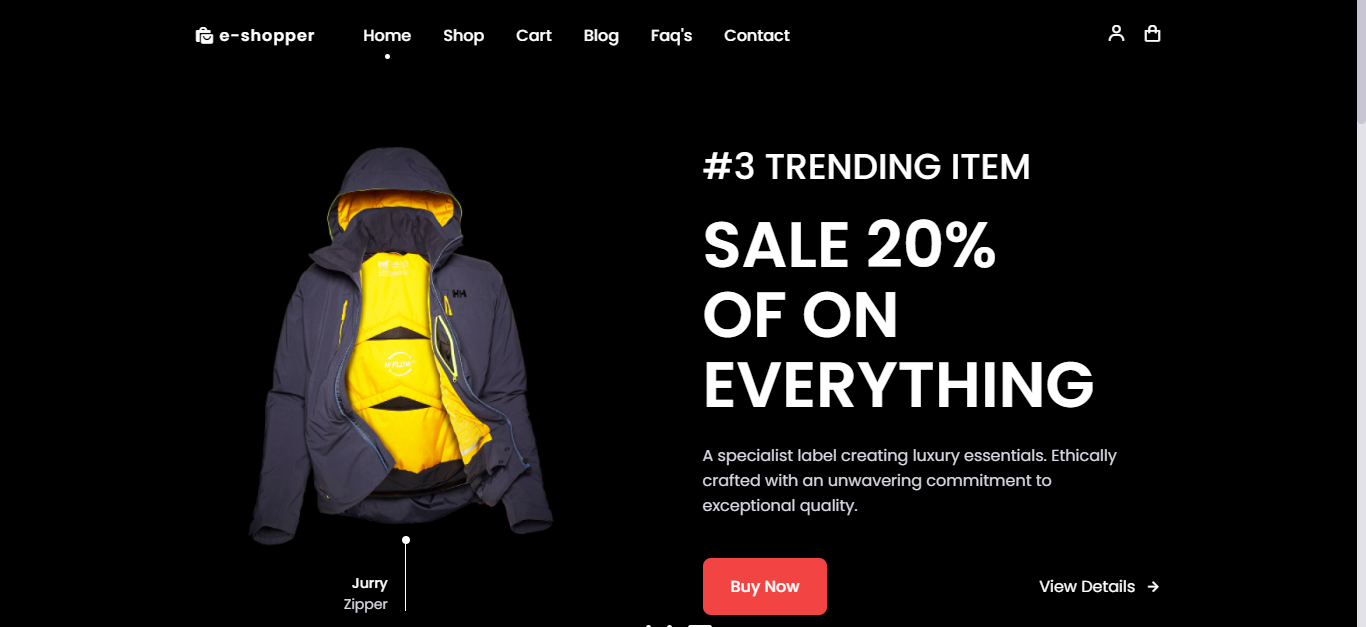 e-shopper
Home
Shop
Cart
Blog
Faq's
Contact
#3 TRENDING ITEM
SALE 20%
OF ON
EVERYTHING
A specialist label creating luxury essentials. Ethically
crafted with an unwavering commitment to
exceptional quality.
Buy Now
View Details
HH
Jurry
Zipper